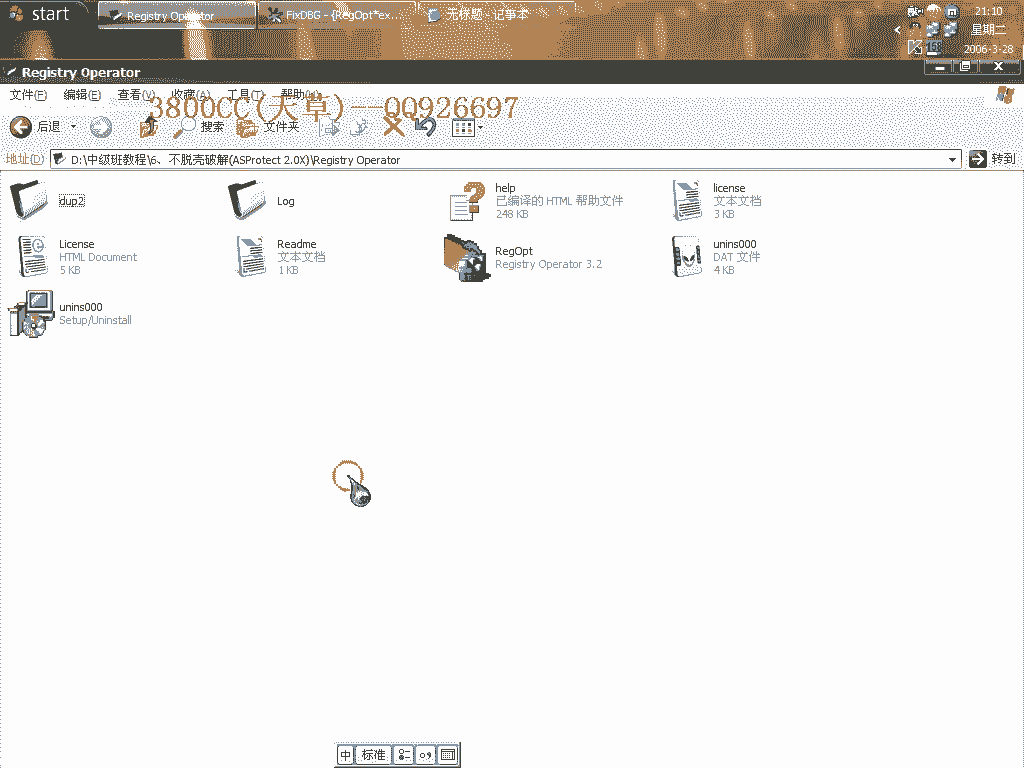 start
Registry Operator
FixDBG - {RegOpt*ex...
无标题 - 记事本
21:10
星期二
2006-3-28
Registry Operator
文件(F) 编辑(E) 查看(V) 收藏(A) 工具(T) 帮助(H)
3800CC(天草)--QQ926697
后退 搜索 文件夹
地址(D) D:\中级班教程\6、不脱壳破解(ASProtect 2.0X)\Registry Operator 转到
dup2
Log
help
已编译的 HTML 帮助文件
248 KB
license
文本文档
3 KB
License
HTML Document
5 KB
Readme
文本文档
1 KB
RegOpt
Registry Operator 3.2
unins000
DAT 文件
4 KB
unins000
Setup/Uninstall
中 标准